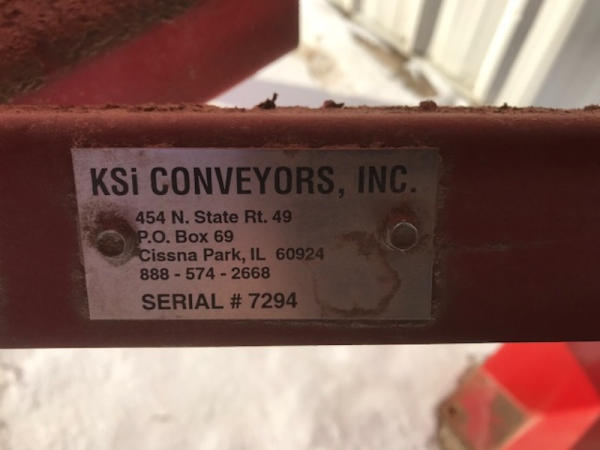 KSi CONVEYORS, INC.
454 N. State Rt. 49
P.O. Box 69
Cissna Park, IL 60924
888 - 574 - 2668
SERIAL # 7294